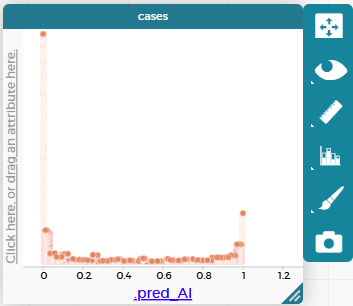 cases
Click here, or drag an attribute here.
0 0.2 0.4 0.6 0.8 1 1.2
.pred_AI